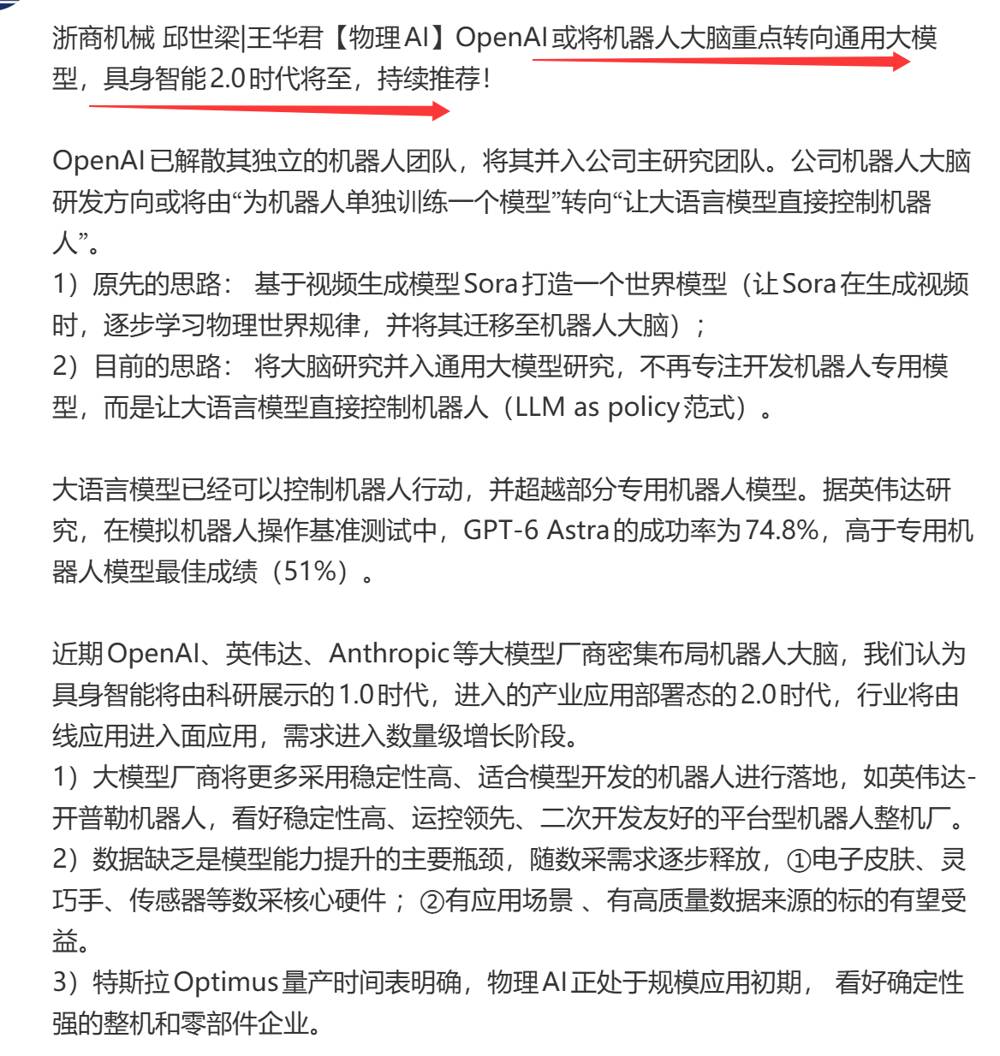 浙商机械 邱世梁|王华君【物理AI】OpenAI或将机器人大脑重点转向通用大模
型，具身智能2.0时代将至，持续推荐！
OpenAI已解散其独立的机器人团队，将其并入公司主研究团队。公司机器人大脑
研发方向或将由“为机器人单独训练一个模型”转向“让大语言模型直接控制机器
人”。
1）原先的思路： 基于视频生成模型Sora打造一个世界模型（让Sora在生成视频
时，逐步学习物理世界规律，并将其迁移至机器人大脑）；
2）目前的思路： 将大脑研究并入通用大模型研究，不再专注开发机器人专用模
型，而是让大语言模型直接控制机器人（LLM as policy范式）。
大语言模型已经可以控制机器人行动，并超越部分专用机器人模型。据英伟达研
究，在模拟机器人操作基准测试中，GPT-6 Astra的成功率为74.8%，高于专用机
器人模型最佳成绩（51%）。
近期OpenAI、英伟达、Anthropic等大模型厂商密集布局机器人大脑，我们认为
具身智能将由科研展示的1.0时代，进入的产业应用部署态的2.0时代，行业将由
线应用进入面应用，需求进入数量级增长阶段。
1）大模型厂商将更多采用稳定性高、适合模型开发的机器人进行落地，如英伟达-
开普勒机器人，看好稳定性高、运控领先、二次开发友好的平台型机器人整机厂。
2）数据缺乏是模型能力提升的主要瓶颈，随数采需求逐步释放，①电子皮肤、灵
巧手、传感器等数采核心硬件 ；②有应用场景 、有高质量数据来源的标的有望受
益。
3）特斯拉Optimus量产时间表明确，物理AI正处于规模应用初期， 看好确定性
强的整机和零部件企业。